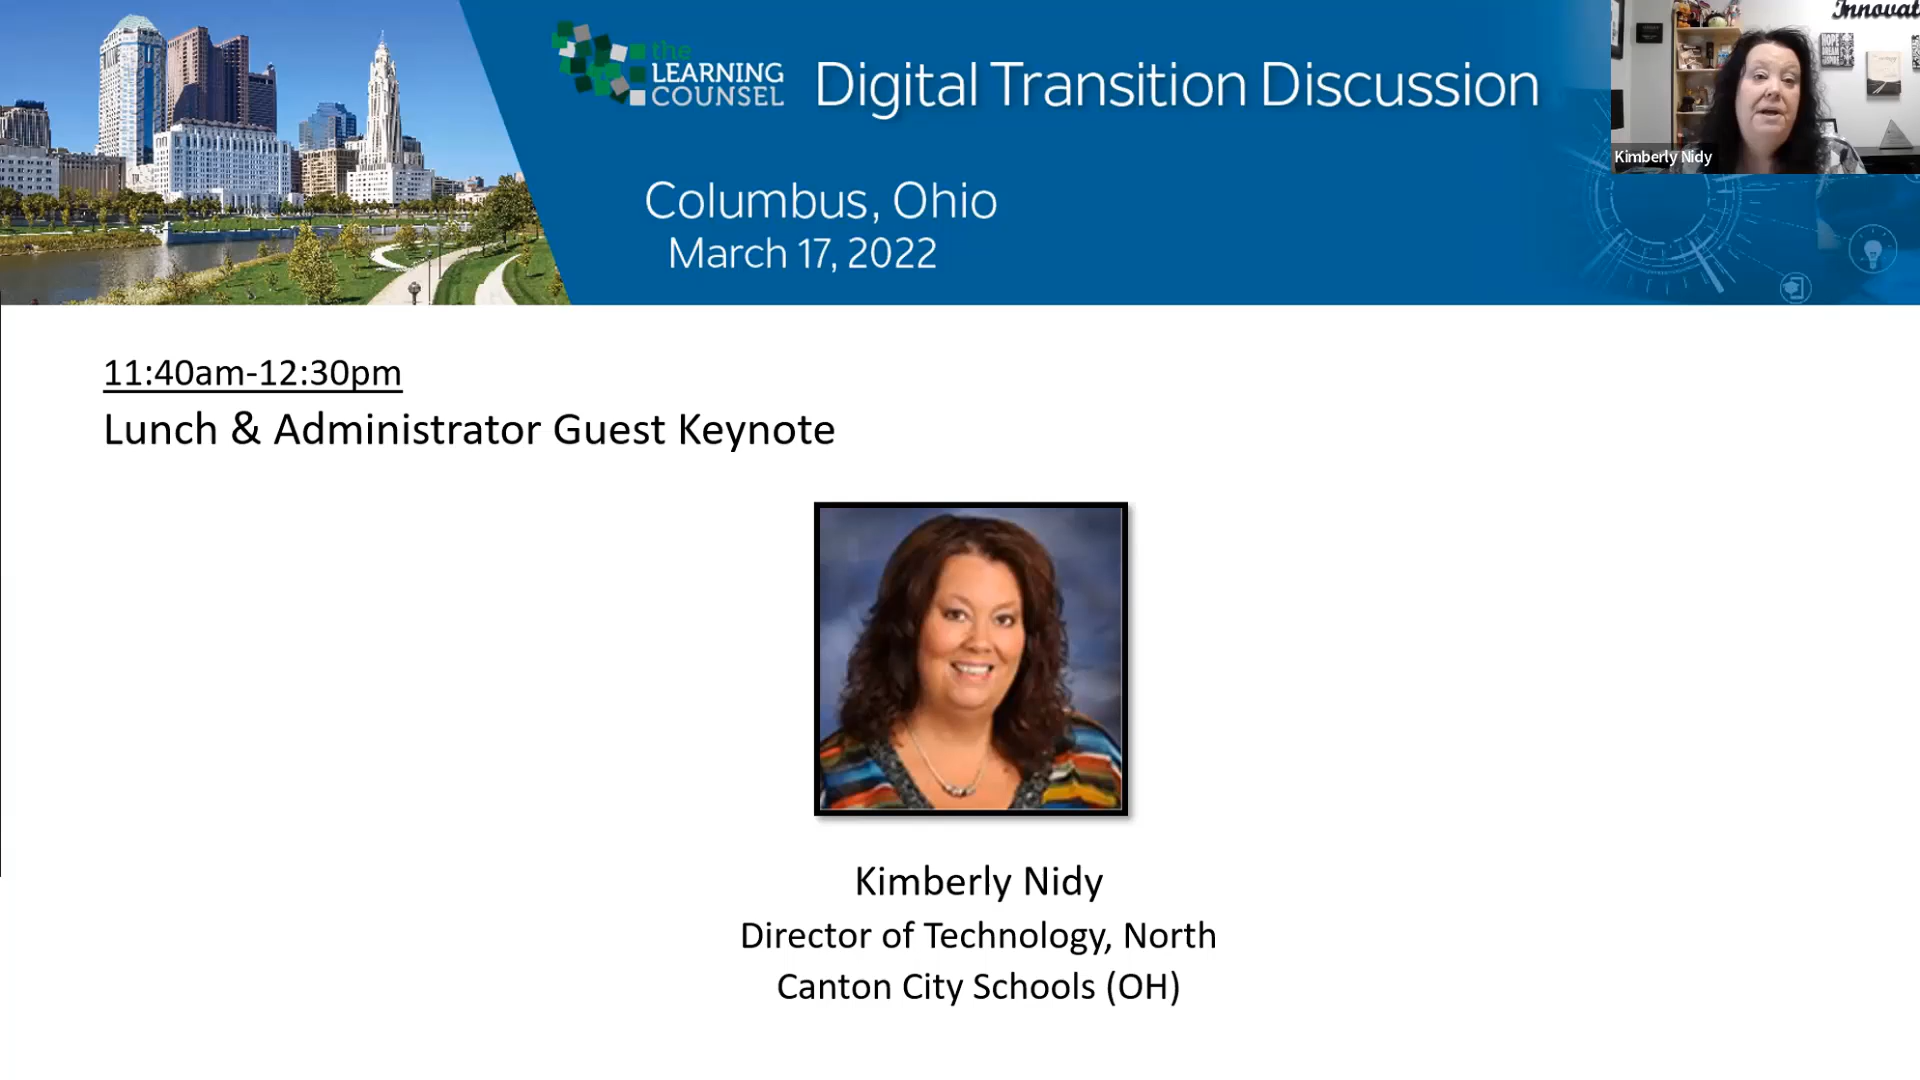 the
LEARNING
COUNSEL
Digital Transition Discussion
Innovat
Kimberly Nidy
Columbus, Ohio
March 17, 2022
11:40am-12:30pm
Lunch & Administrator Guest Keynote
Kimberly Nidy
Director of Technology, North
Canton City Schools (OH)